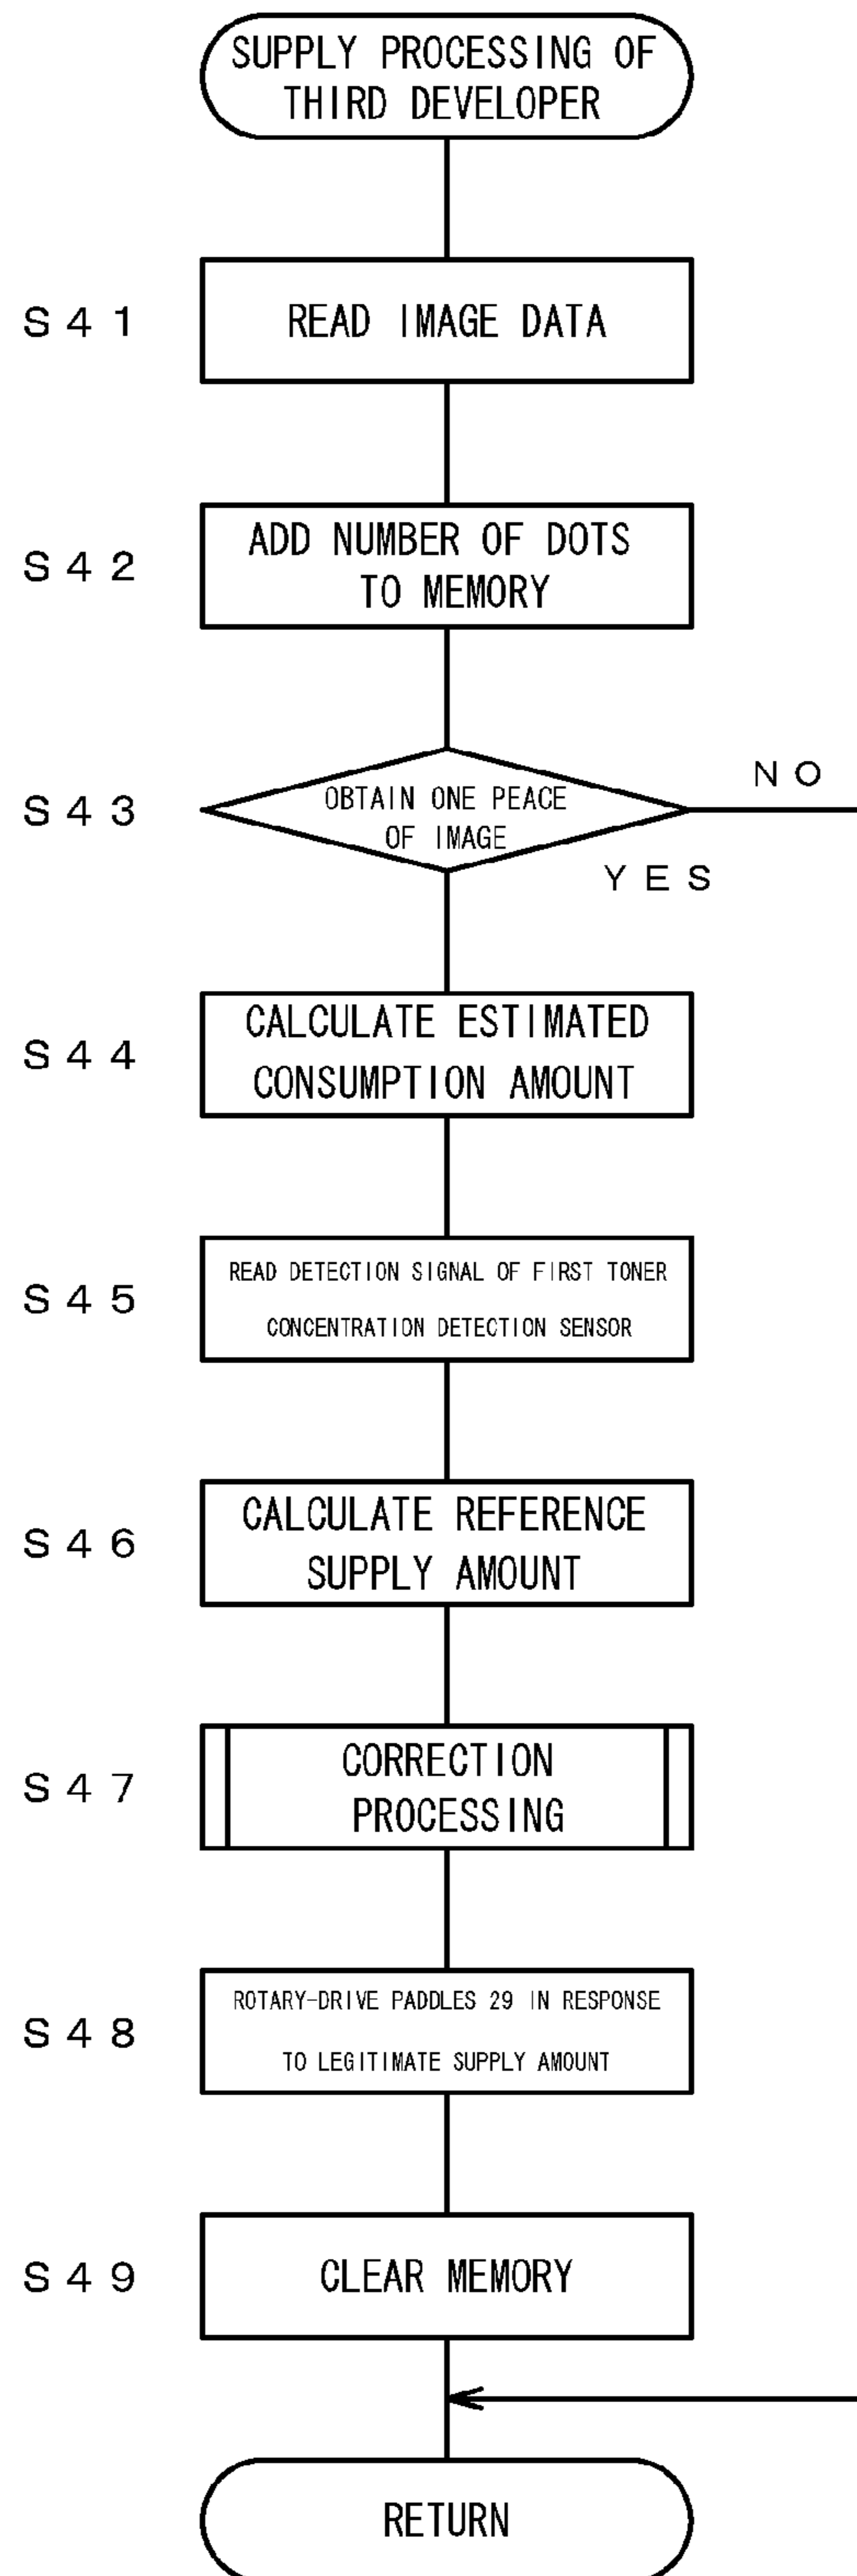 SUPPLY PROCESSING OF
THIRD DEVELOPER
S41
READ IMAGE DATA
S42
ADD NUMBER OF DOTS
TO MEMORY
S43
OBTAIN ONE PEACE
OF IMAGE
NO
YES
S44
CALCULATE ESTIMATED
CONSUMPTION AMOUNT
S45
READ DETECTION SIGNAL OF FIRST TONER
CONCENTRATION DETECTION SENSOR
S46
CALCULATE REFERENCE
SUPPLY AMOUNT
S47
CORRECTION
PROCESSING
S48
ROTARY-DRIVE PADDLES 29 IN RESPONSE
TO LEGITIMATE SUPPLY AMOUNT
S49
CLEAR MEMORY
RETURN